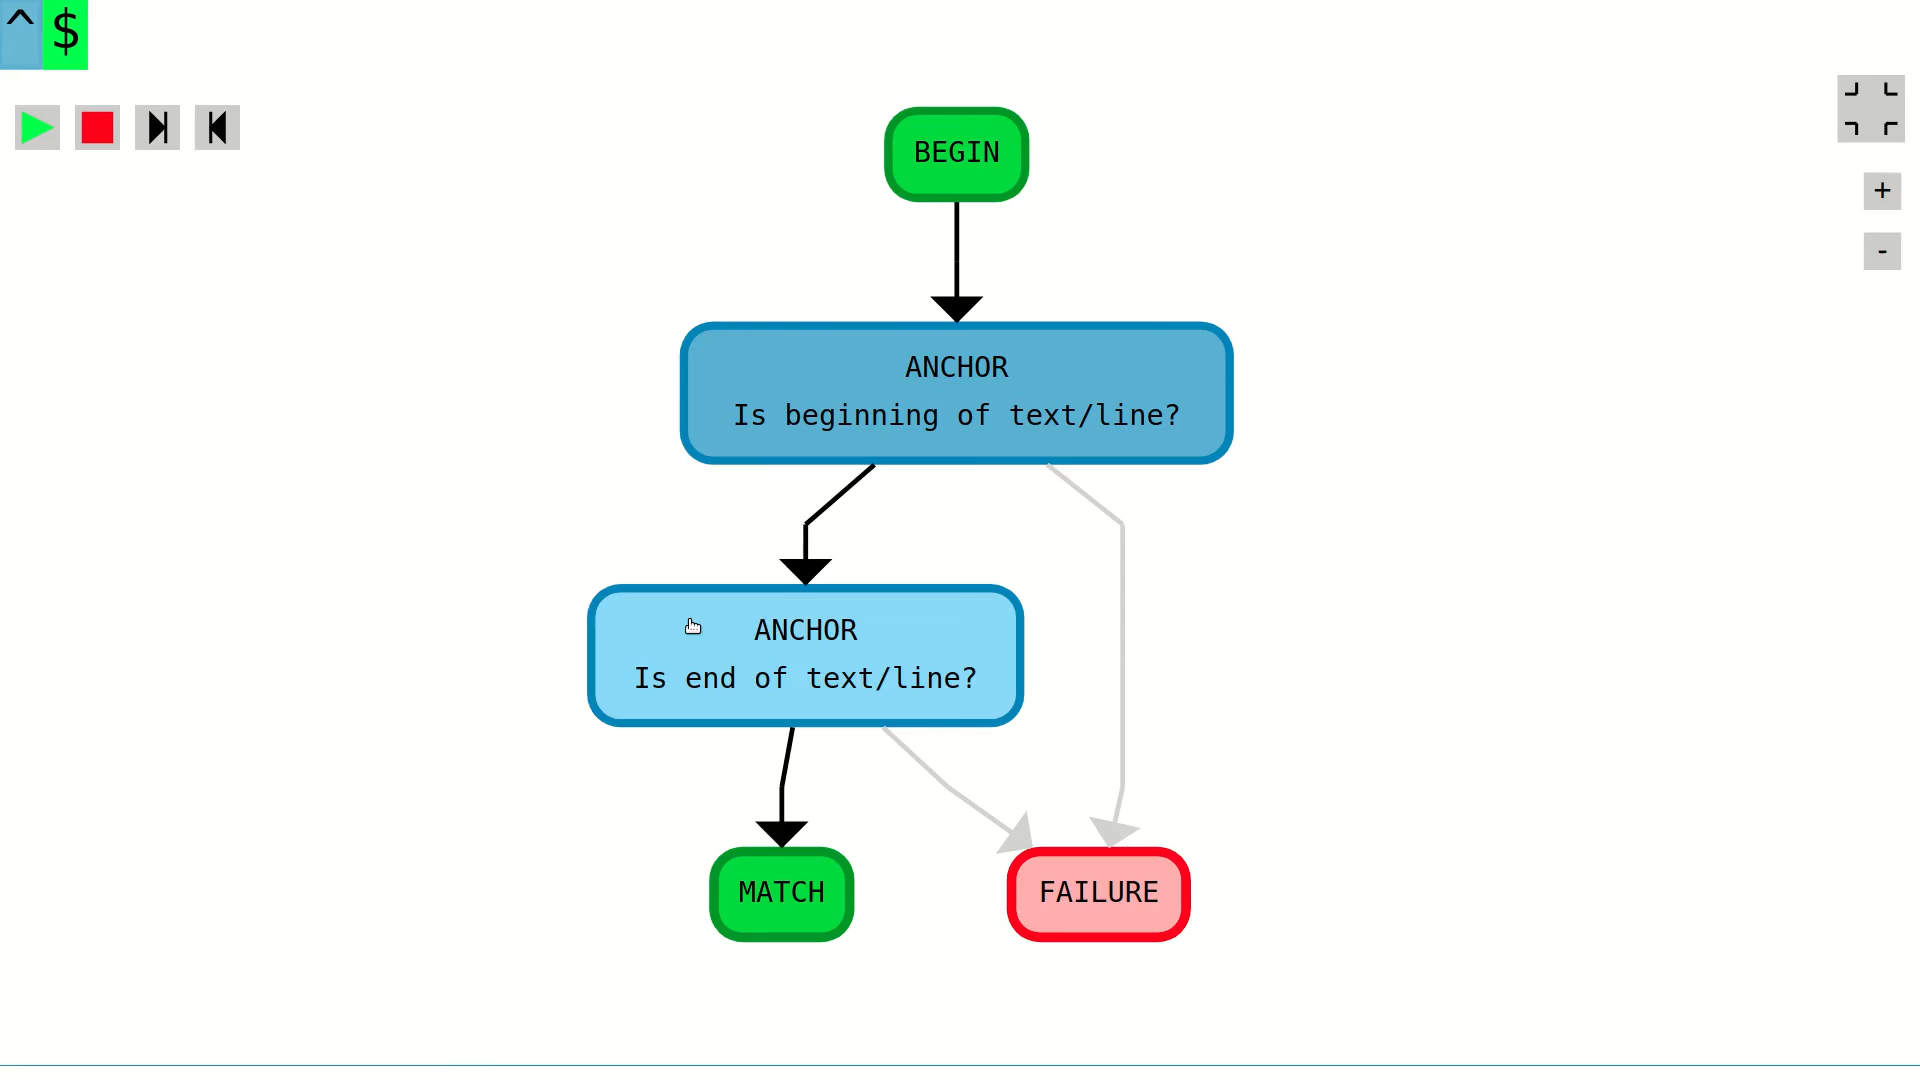 ^$
BEGIN
+
-
ANCHOR
Is beginning of text/line?
ANCHOR
Is end of text/line?
MATCH
FAILURE